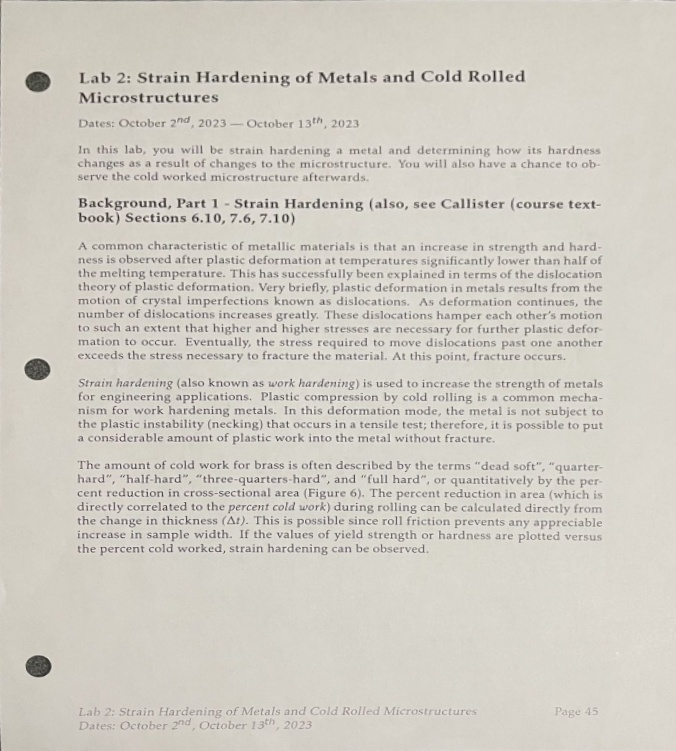 Lab 2: Strain Hardening of Metals and Cold Rolled
Microstructures
Dates: October 2nd, 2023 — October 13th, 2023
In this lab, you will be strain hardening a metal and determining how its hardness
changes as a result of changes to the microstructure. You will also have a chance to ob-
serve the cold worked microstructure afterwards.
Background, Part 1 - Strain Hardening (also, see Callister (course text-
book) Sections 6.10, 7.6, 7.10)
A common characteristic of metallic materials is that an increase in strength and hard-
ness is observed after plastic deformation at temperatures significantly lower than half of
the melting temperature. This has successfully been explained in terms of the dislocation
theory of plastic deformation. Very briefly, plastic deformation in metals results from the
motion of crystal imperfections known as dislocations. As deformation continues, the
number of dislocations increases greatly. These dislocations hamper each other's motion
to such an extent that higher and higher stresses are necessary for further plastic defor-
mation to occur. Eventually, the stress required to move dislocations past one another
exceeds the stress necessary to fracture the material. At this point, fracture occurs.
Strain hardening (also known as work hardening) is used to increase the strength of metals
for engineering applications. Plastic compression by cold rolling is a common mecha-
nism for work hardening metals. In this deformation mode, the metal is not subject to
the plastic instability (necking) that occurs in a tensile test; therefore, it is possible to put
a considerable amount of plastic work into the metal without fracture.
The amount of cold work for brass is often described by the terms "dead soft", "quarter-
hard", "half-hard", "three-quarters-hard", and "full hard", or quantitatively by the per-
cent reduction in cross-sectional area (Figure 6). The percent reduction in area (which is
directly correlated to the percent cold work) during rolling can be calculated directly from
the change in thickness (Δt). This is possible since roll friction prevents any appreciable
increase in sample width. If the values of yield strength or hardness are plotted versus
the percent cold worked, strain hardening can be observed.
Lab 2: Strain Hardening of Metals and Cold Rolled Microstructures Page 45
Dates: October 2nd, October 13th, 2023